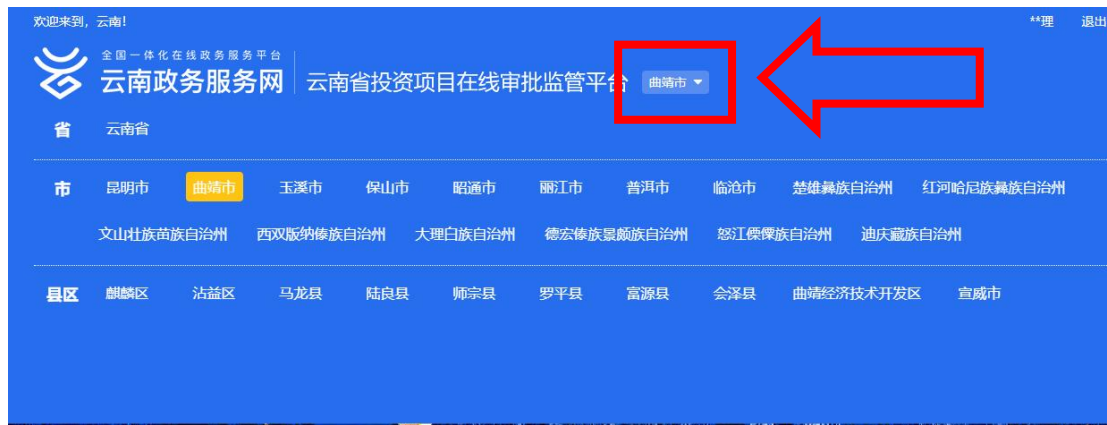 欢迎来到，云南！ **理 退出
全国一体化在线政务服务平台
云南政务服务网 云南省投资项目在线审批监管平台 曲靖市
省 云南省
市 昆明市 曲靖市 玉溪市 保山市 昭通市 丽江市 普洱市 临沧市 楚雄彝族自治州 红河哈尼族彝族自治州
文山壮族苗族自治州 西双版纳傣族自治州 大理白族自治州 德宏傣族景颇族自治州 怒江傈僳族自治州 迪庆藏族自治州
县区 麒麟区 沾益区 马龙县 陆良县 师宗县 罗平县 富源县 会泽县 曲靖经济技术开发区 宣威市